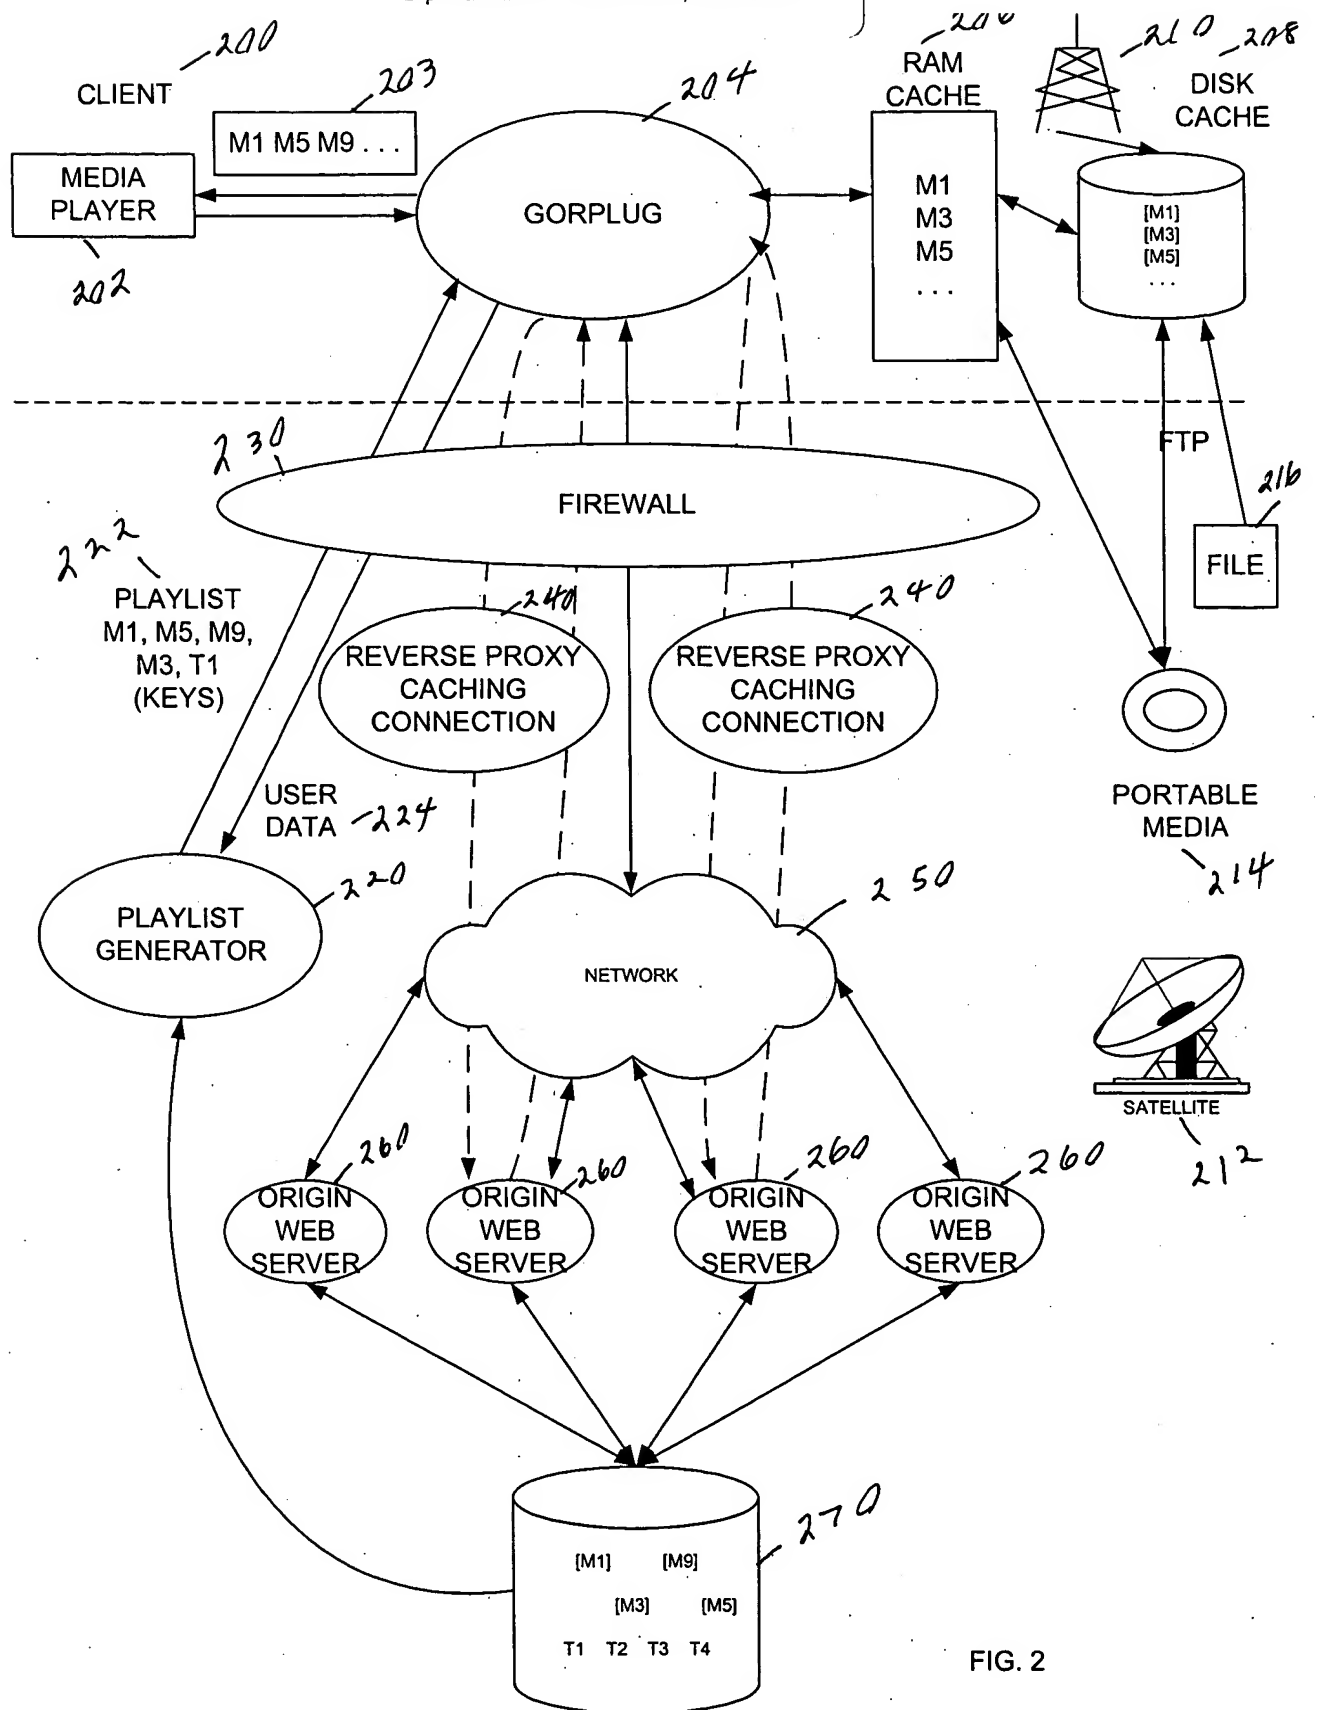 200
CLIENT
203
M1 M5 M9 . . .
MEDIA
PLAYER
202
204
GORPLUG
RAM
CACHE
M1
M3
M5
. . .
210
208
DISK
CACHE
[M1]
[M3]
[M5]
. . .
230
FIREWALL
FTP
216
FILE
222
PLAYLIST
M1, M5, M9,
M3, T1
(KEYS)
240
REVERSE PROXY
CACHING
CONNECTION
240
REVERSE PROXY
CACHING
CONNECTION
USER
DATA
224
PORTABLE
MEDIA
214
220
PLAYLIST
GENERATOR
250
NETWORK
SATELLITE
212
260
ORIGIN
WEB
SERVER
260
ORIGIN
WEB
SERVER
260
ORIGIN
WEB
SERVER
260
ORIGIN
WEB
SERVER
270
[M1] [M9]
[M3] [M5]
T1 T2 T3 T4
FIG. 2